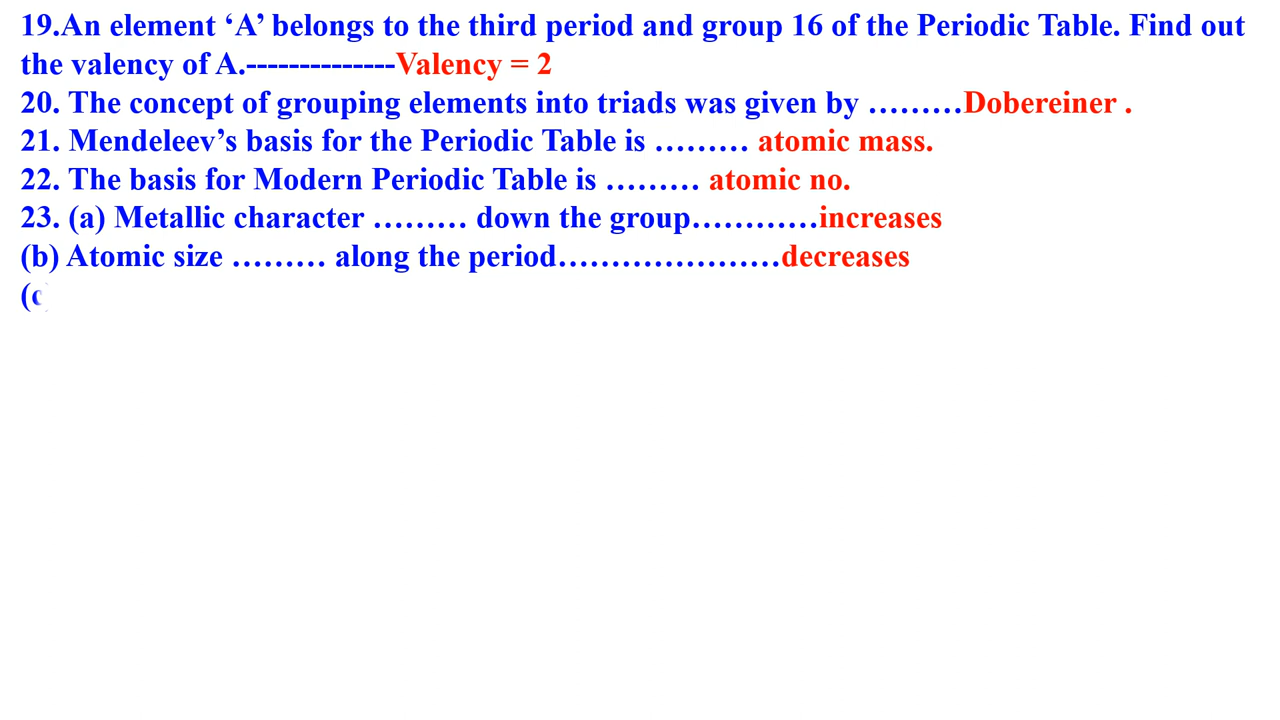 19.An element ‘A’ belongs to the third period and group 16 of the Periodic Table. Find out
the valency of A.--------------Valency = 2
20. The concept of grouping elements into triads was given by ………Dobereiner .
21. Mendeleev’s basis for the Periodic Table is ……… atomic mass.
22. The basis for Modern Periodic Table is ……… atomic no.
23. (a) Metallic character ……… down the group…………increases
(b) Atomic size ……… along the period…………………decreases
(c